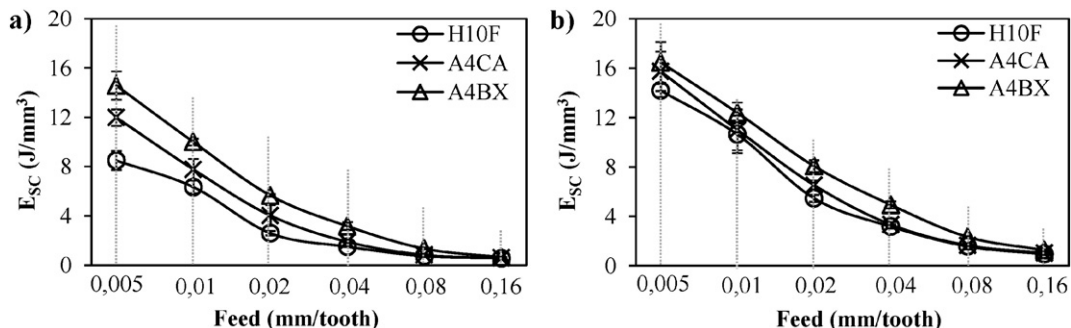 a)
20
16
12
8
4
0
E_SC (J/mm³)
H10F
A4CA
A4BX
0,005 0,01 0,02 0,04 0,08 0,16
Feed (mm/tooth)
b)
20
16
12
8
4
0
E_SC (J/mm³)
H10F
A4CA
A4BX
0,005 0,01 0,02 0,04 0,08 0,16
Feed (mm/tooth)